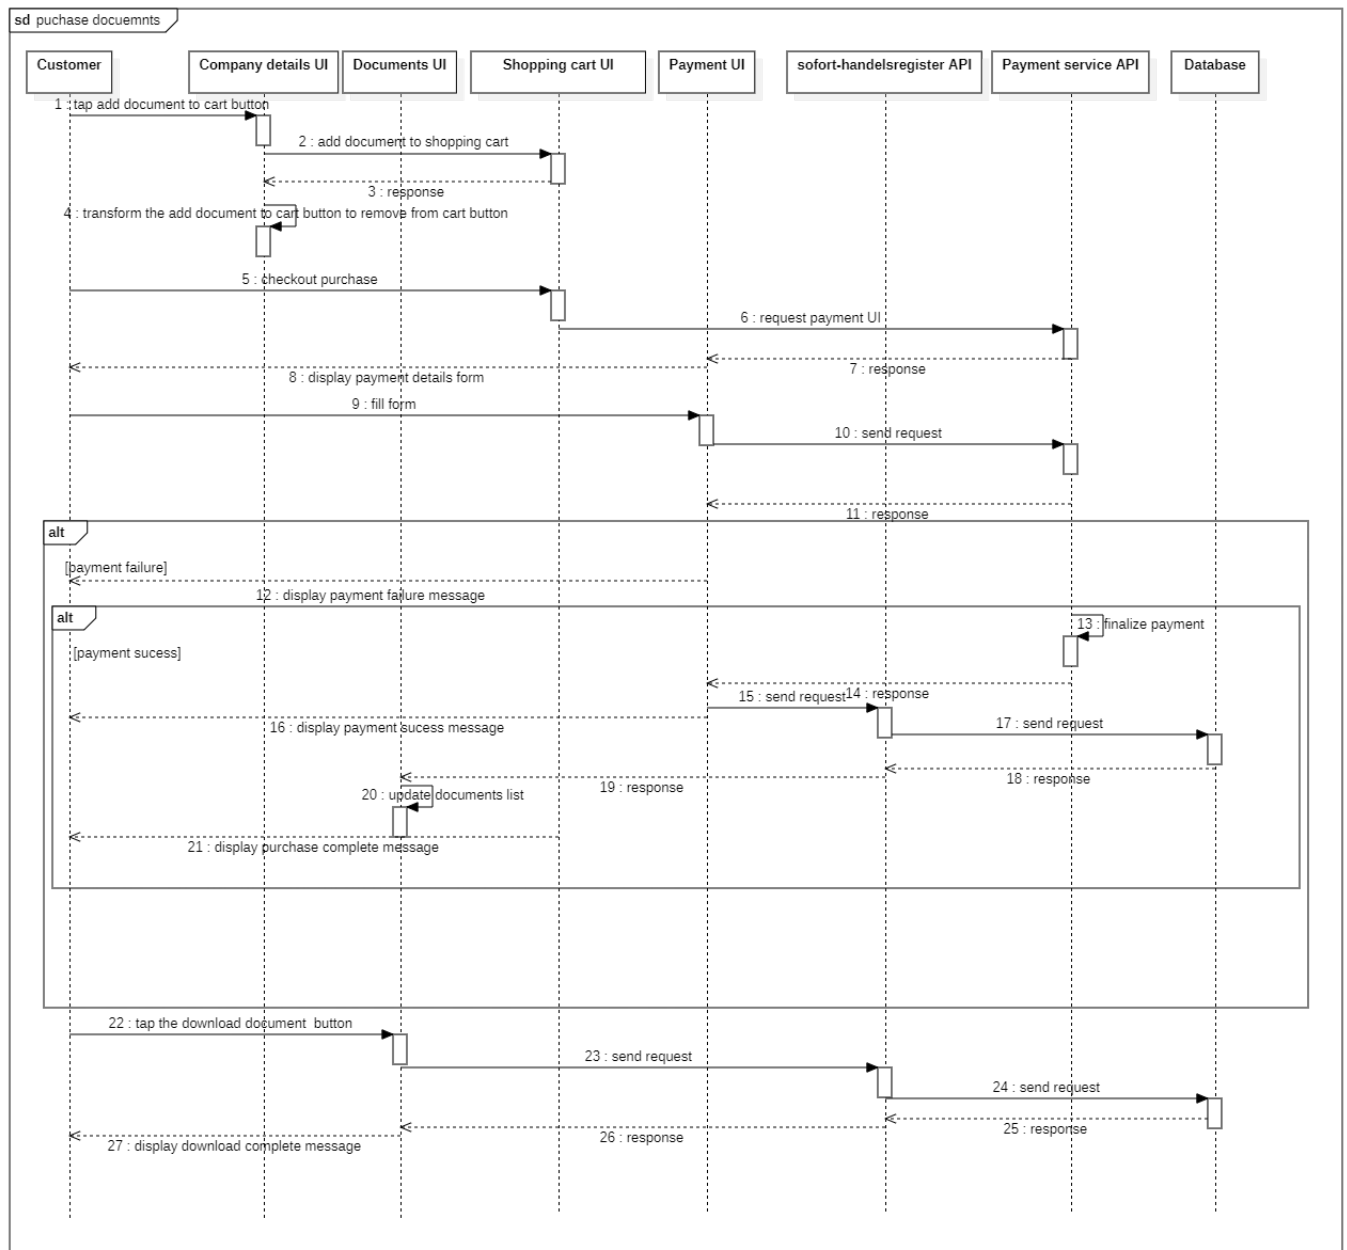 sd puchase docuemnts
Customer
Company details UI
Documents UI
Shopping cart UI
Payment UI
sofort-handelsregister API
Payment service API
Database
1 : tap add document to cart button
2 : add document to shopping cart
3 : response
4 : transform the add document to cart button to remove from cart button
5 : checkout purchase
6 : request payment UI
7 : response
8 : display payment details form
9 : fill form
10 : send request
11 : response
alt
[payment failure]
12 : display payment failure message
alt
13 : finalize payment
[payment sucess]
14 : response
15 : send request
16 : display payment sucess message
17 : send request
18 : response
19 : response
20 : update documents list
21 : display purchase complete message
22 : tap the download document  button
23 : send request
24 : send request
25 : response
26 : response
27 : display download complete message